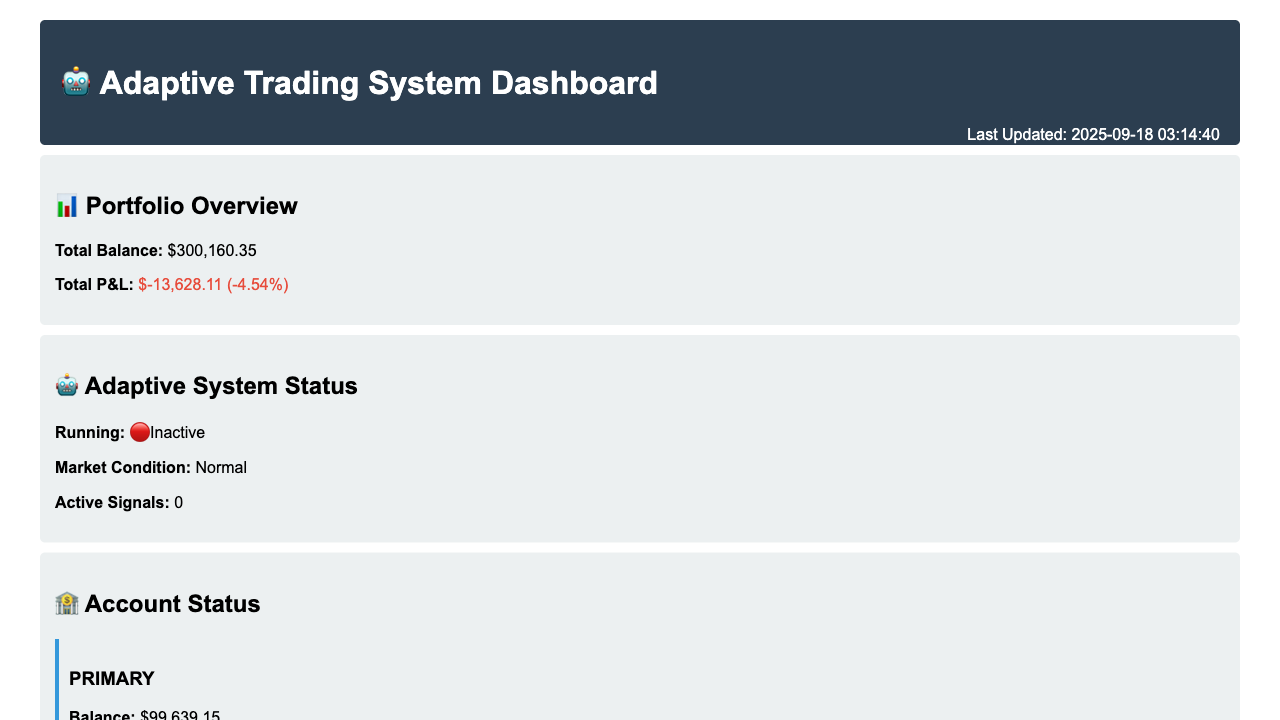 🤖 Adaptive Trading System Dashboard
Last Updated: 2025-09-18 03:14:40
📊 Portfolio Overview
Total Balance: $300,160.35
Total P&L: $-13,628.11 (-4.54%)
🤖 Adaptive System Status
Running: 🔴Inactive
Market Condition: Normal
Active Signals: 0
🏦 Account Status
PRIMARY
Balance: $99,639.15